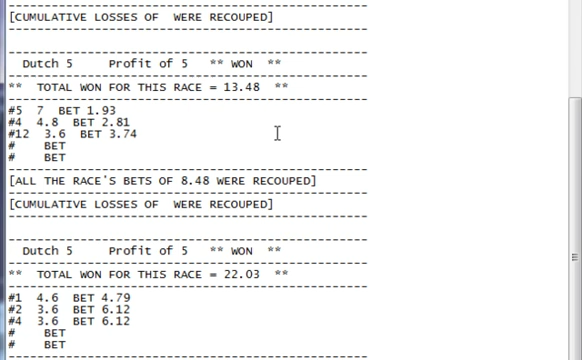 [CUMULATIVE LOSSES OF  WERE RECOUPED]
Dutch 5     Profit of 5   ** WON  **
**  TOTAL WON FOR THIS RACE = 13.48  **
#5  7  BET 1.93
#4  4.8  BET 2.81
#12  3.6  BET 3.74
#    BET
#    BET
[ALL THE RACE'S BETS OF 8.48 WERE RECOUPED]
[CUMULATIVE LOSSES OF  WERE RECOUPED]
Dutch 5     Profit of 5   ** WON  **
**  TOTAL WON FOR THIS RACE = 22.03  **
#1  4.6  BET 4.79
#2  3.6  BET 6.12
#4  3.6  BET 6.12
#    BET
#    BET